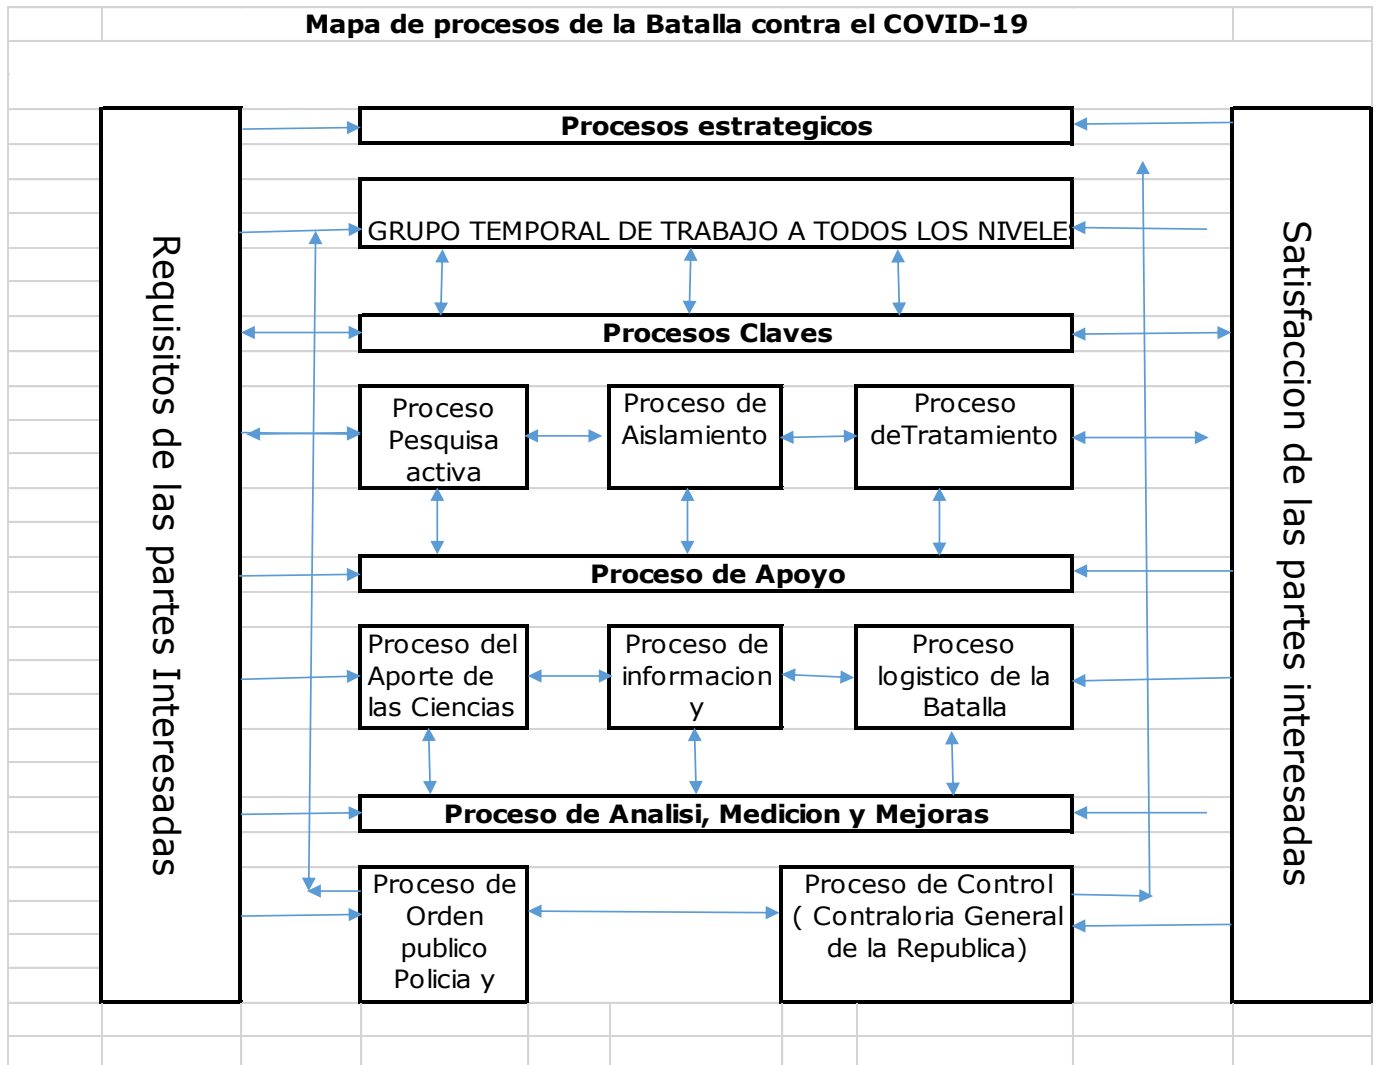 Mapa de procesos de la Batalla contra el COVID-19
Requisitos de las partes Interesadas
Procesos estrategicos
GRUPO TEMPORAL DE TRABAJO A TODOS LOS NIVELES
Procesos Claves
Proceso
Pesquisa
activa
Proceso de
Aislamiento
Proceso
deTratamiento
Proceso de Apoyo
Proceso del
Aporte de
las Ciencias
Proceso de
informacion
y
Proceso
logistico de la
Batalla
Proceso de Analisi, Medicion y Mejoras
Proceso de
Orden
publico
Policia y
Proceso de Control
( Contraloria General
de la Republica)
Satisfaccion de las partes interesadas